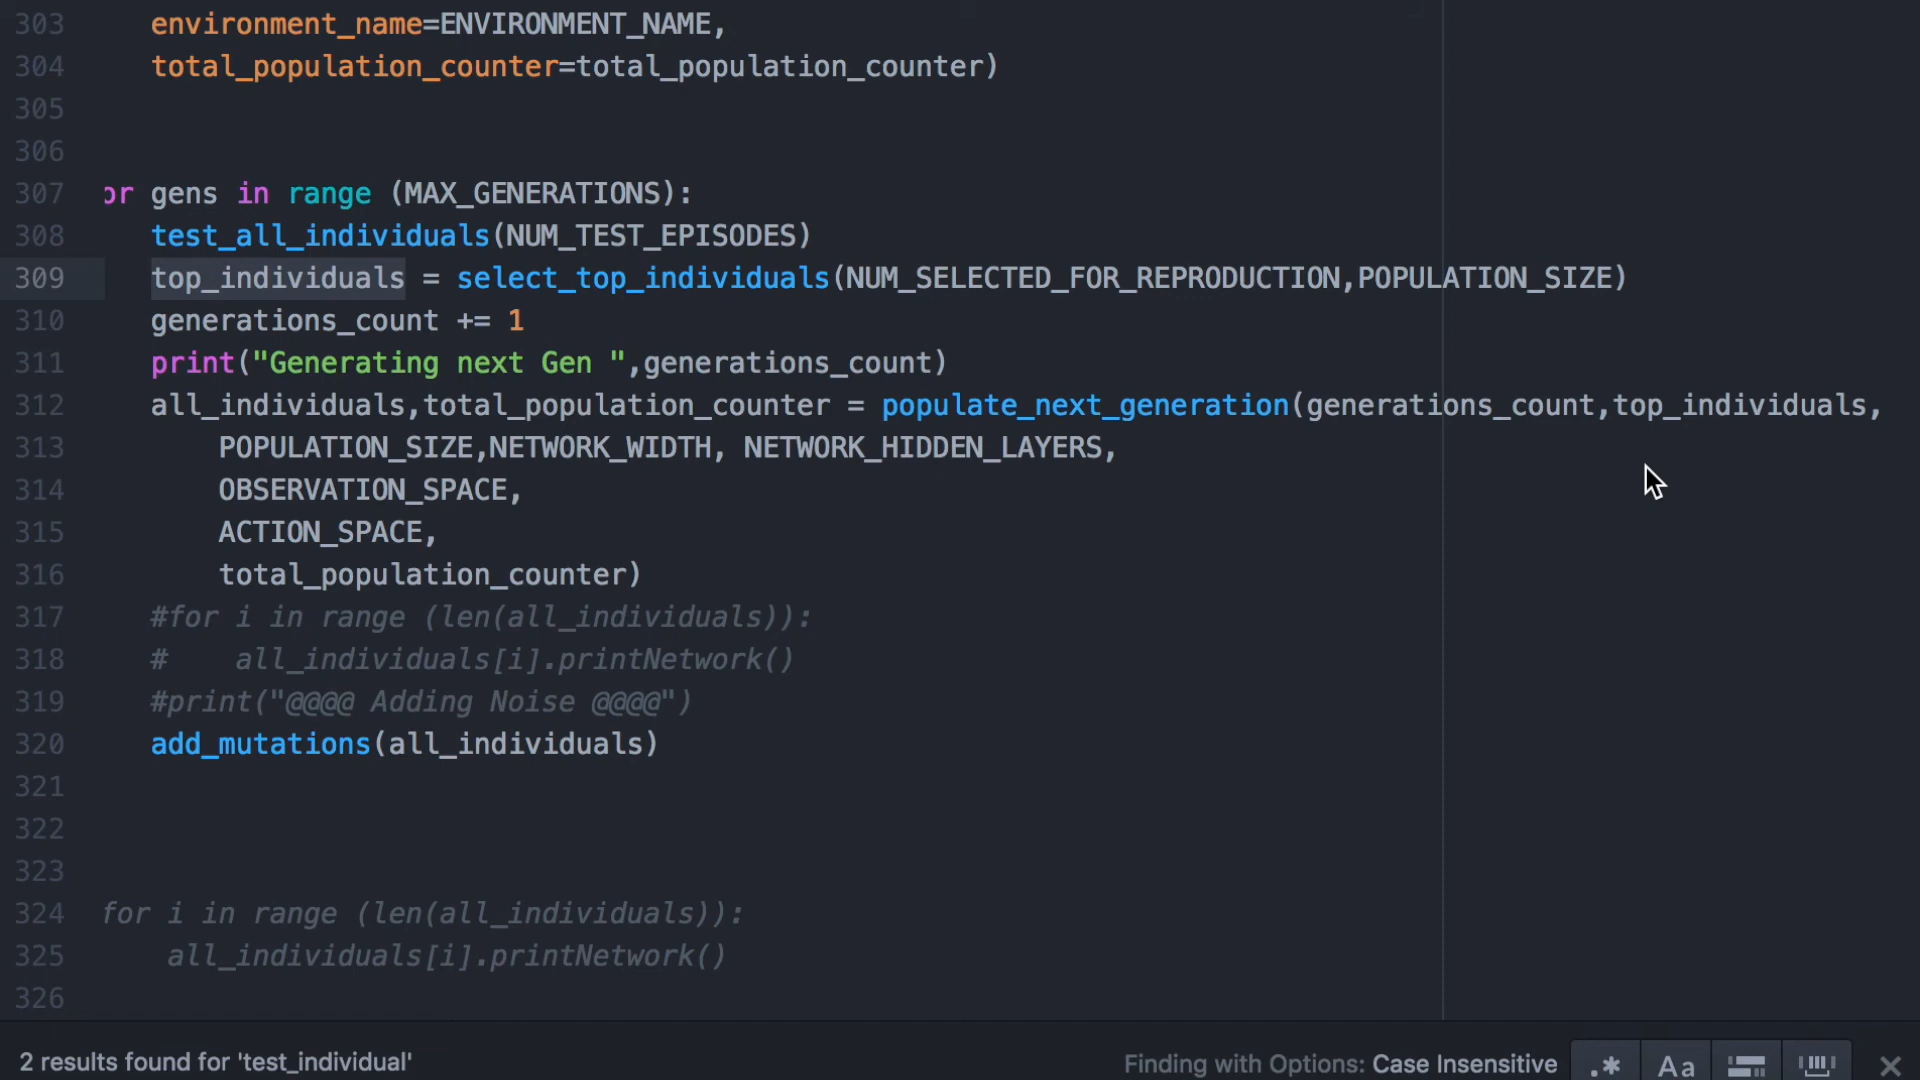 303 environment_name=ENVIRONMENT_NAME,
304 total_population_counter=total_population_counter)
305
306
307 or gens in range (MAX_GENERATIONS):
308 test_all_individuals(NUM_TEST_EPISODES)
309 top_individuals = select_top_individuals(NUM_SELECTED_FOR_REPRODUCTION,POPULATION_SIZE)
310 generations_count += 1
311 print("Generating next Gen ",generations_count)
312 all_individuals,total_population_counter = populate_next_generation(generations_count,top_individuals,
313 POPULATION_SIZE,NETWORK_WIDTH, NETWORK_HIDDEN_LAYERS,
314 OBSERVATION_SPACE,
315 ACTION_SPACE,
316 total_population_counter)
317 #for i in range (len(all_individuals)):
318 #    all_individuals[i].printNetwork()
319 #print("@@@@ Adding Noise @@@@")
320 add_mutations(all_individuals)
321
322
323
324 for i in range (len(all_individuals)):
325 all_individuals[i].printNetwork()
326
2 results found for 'test_individual' Finding with Options: Case Insensitive .* Aa